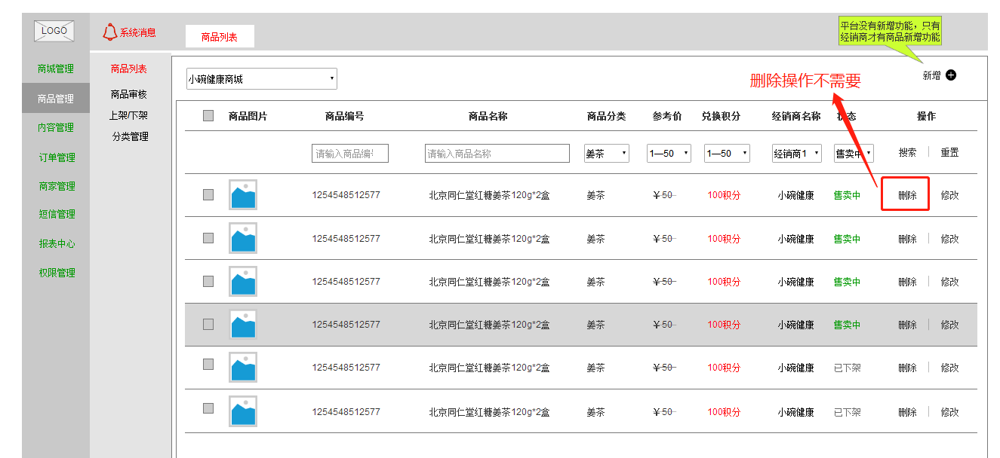 LOGO
系统消息
商品列表
平台没有新增功能，只有
经销商才有商品新增功能
商城管理
商品管理
内容管理
订单管理
商家管理
短信管理
报表中心
权限管理
商品列表
商品审核
上架/下架
分类管理
小碗健康商城
删除操作不需要
新增
商品图片 商品编号 商品名称 商品分类 参考价 兑换积分 经销商名称 状态 操作
请输入商品编号 请输入商品名称 姜茶 1—50 1—50 经销商1 售卖中 搜索 重置
1254548512577 北京同仁堂红糖姜茶120g*2盒 姜茶 ￥50 100积分 小碗健康 售卖中 删除 修改
1254548512577 北京同仁堂红糖姜茶120g*2盒 姜茶 ￥50 100积分 小碗健康 售卖中 删除 修改
1254548512577 北京同仁堂红糖姜茶120g*2盒 姜茶 ￥50 100积分 小碗健康 售卖中 删除 修改
1254548512577 北京同仁堂红糖姜茶120g*2盒 姜茶 ￥50 100积分 小碗健康 售卖中 删除 修改
1254548512577 北京同仁堂红糖姜茶120g*2盒 姜茶 ￥50 100积分 小碗健康 已下架 删除 修改
1254548512577 北京同仁堂红糖姜茶120g*2盒 姜茶 ￥50 100积分 小碗健康 已下架 删除 修改